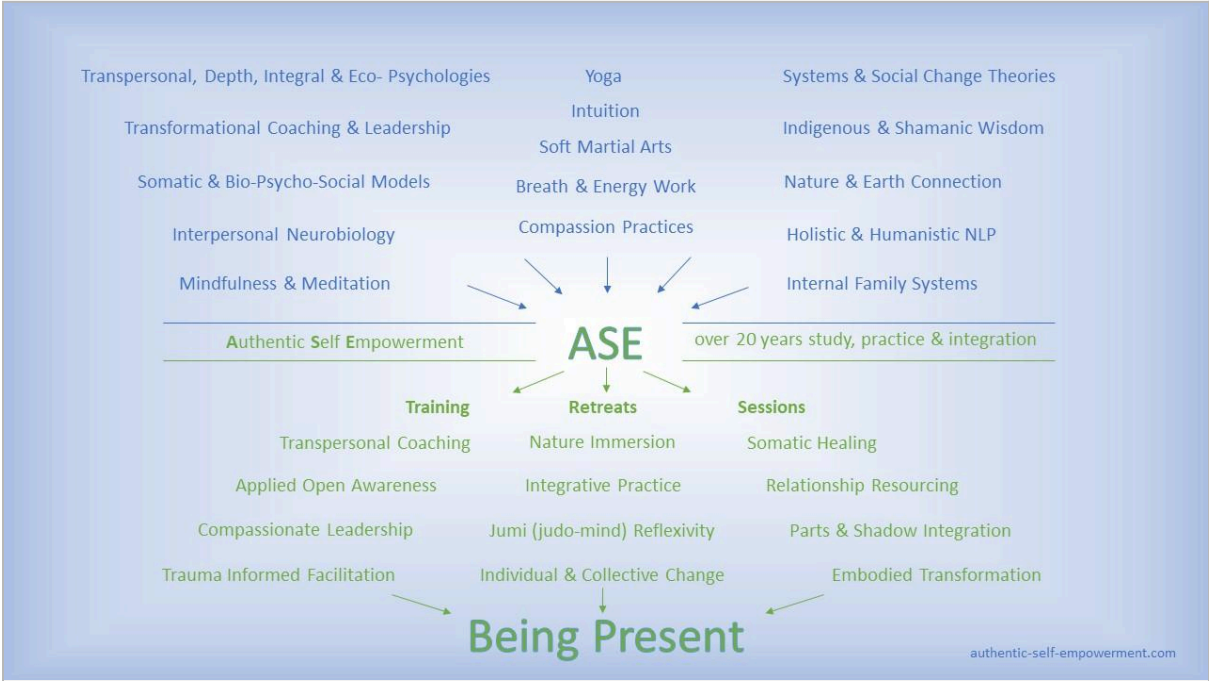 Transpersonal, Depth, Integral & Eco- Psychologies
Yoga
Systems & Social Change Theories
Intuition
Transformational Coaching & Leadership
Indigenous & Shamanic Wisdom
Soft Martial Arts
Somatic & Bio-Psycho-Social Models
Breath & Energy Work
Nature & Earth Connection
Compassion Practices
Interpersonal Neurobiology
Holistic & Humanistic NLP
Mindfulness & Meditation
Internal Family Systems
Authentic Self Empowerment
ASE
over 20 years study, practice & integration
Training
Retreats
Sessions
Transpersonal Coaching
Nature Immersion
Somatic Healing
Applied Open Awareness
Integrative Practice
Relationship Resourcing
Compassionate Leadership
Jumi (judo-mind) Reflexivity
Parts & Shadow Integration
Trauma Informed Facilitation
Individual & Collective Change
Embodied Transformation
Being Present
authentic-self-empowerment.com